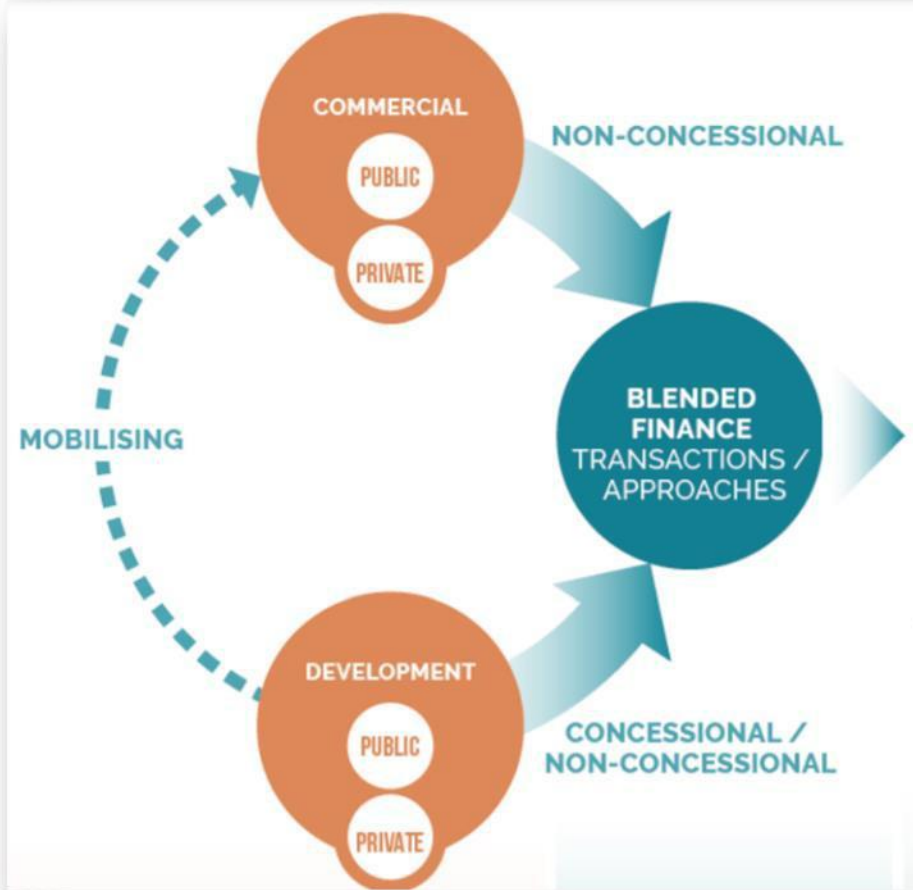 COMMERCIAL
PUBLIC
PRIVATE
NON-CONCESSIONAL
MOBILISING
BLENDED
FINANCE
TRANSACTIONS /
APPROACHES
DEVELOPMENT
PUBLIC
PRIVATE
CONCESSIONAL /
NON-CONCESSIONAL